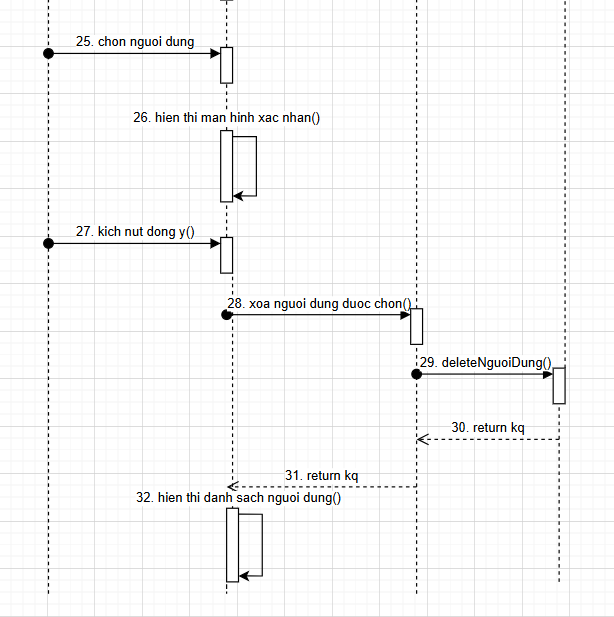 25. chon nguoi dung
26. hien thi man hinh xac nhan()
27. kich nut dong y()
28. xoa nguoi dung duoc chon()
29. deleteNguoiDung()
30. return kq
31. return kq
32. hien thi danh sach nguoi dung()